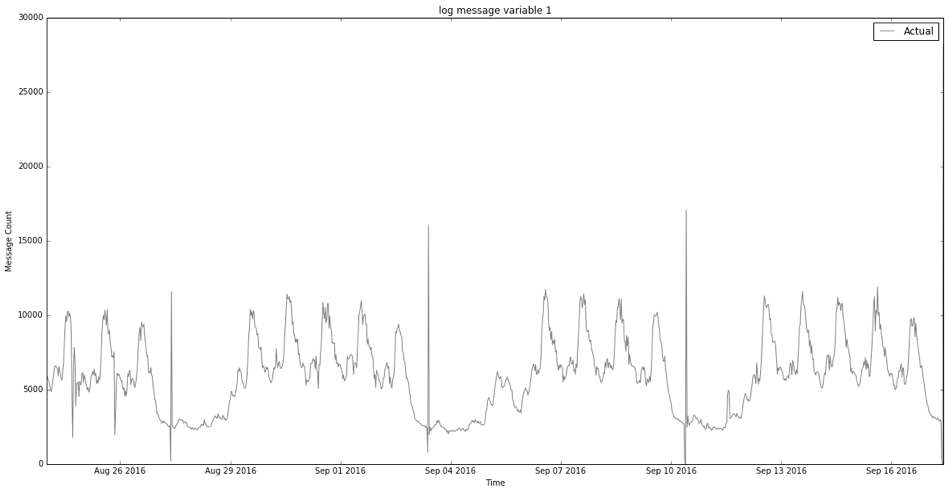 log message variable 1
30000
25000
20000
15000
10000
5000
0
Message Count
Actual
Aug 26 2016 Aug 29 2016 Sep 01 2016 Sep 04 2016 Sep 07 2016 Sep 10 2016 Sep 13 2016 Sep 16 2016
Time